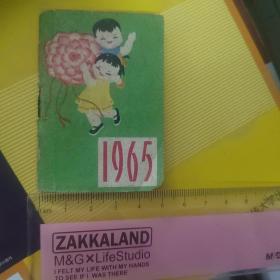 1965
ZAKKALAND
M&G×LifeStudio
I FELT MY LIFE WITH MY HANDS
TO SEE IF I WAS THERE